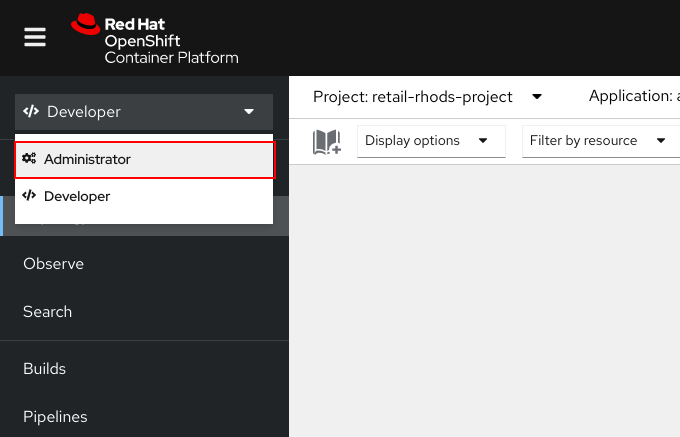 Red Hat
OpenShift
Container Platform
Developer
Administrator
Developer
Observe
Search
Builds
Pipelines
Project: retail-rhods-project
Application:
Display options
Filter by resource